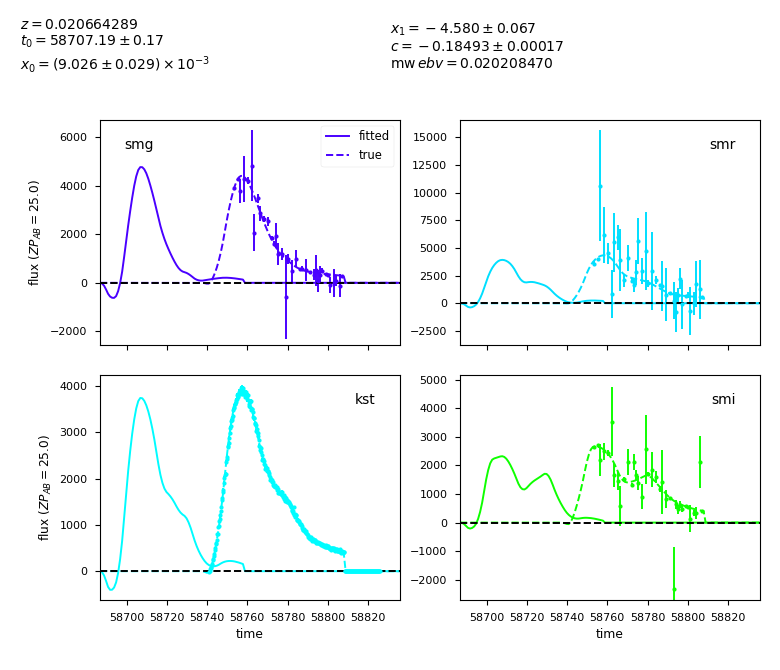 z = 0.020664289
t₀ = 58707.19 ± 0.17
x₀ = (9.026 ± 0.029) × 10⁻³
x₁ = −4.580 ± 0.067
c = −0.18493 ± 0.00017
mw ebv = 0.020208470
smg
fitted
true
6000
4000
2000
0
−2000
flux (ZP_AB = 25.0)
smr
15000
12500
10000
7500
5000
2500
0
−2500
kst
4000
3000
2000
1000
0
flux (ZP_AB = 25.0)
58700 58720 58740 58760 58780 58800 58820
time
smi
5000
4000
3000
2000
1000
0
−1000
−2000
58700 58720 58740 58760 58780 58800 58820
time